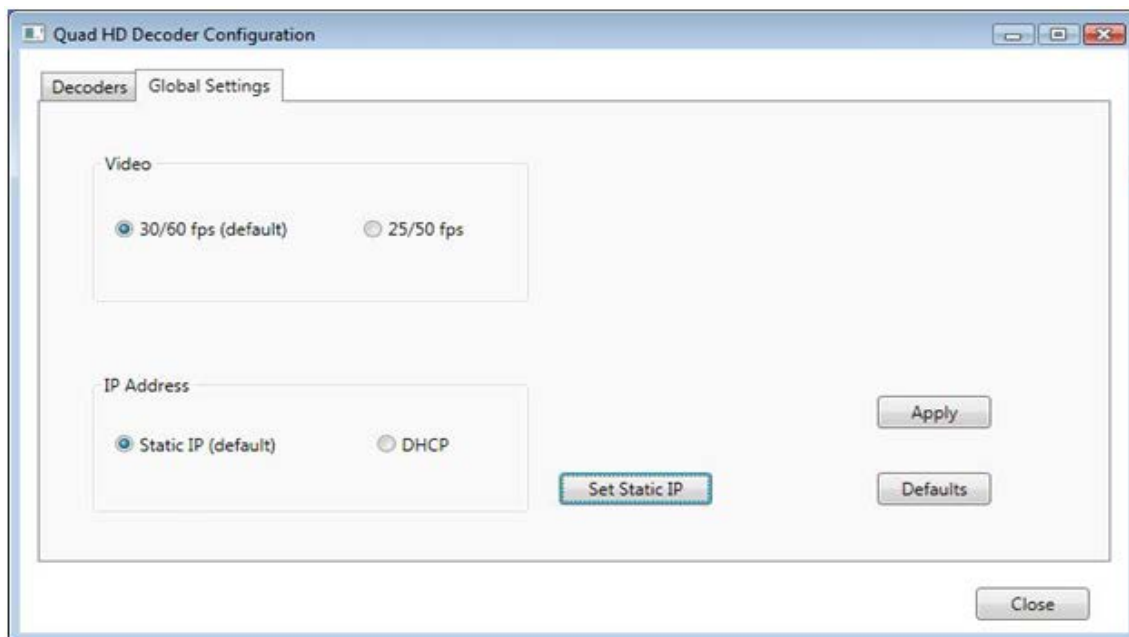 Quad HD Decoder Configuration
Decoders
Global Settings
Video
30/60 fps (default)
25/50 fps
IP Address
Static IP (default)
DHCP
Apply
Set Static IP
Defaults
Close